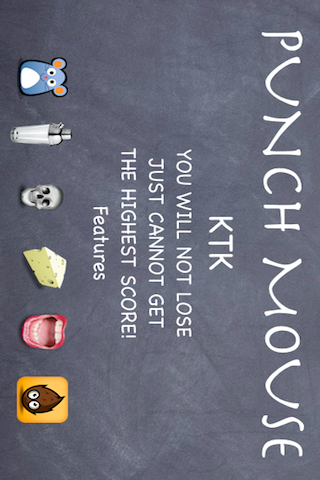 PUNCH MOUSE
KTK
YOU WILL NOT LOSE
JUST CANNOT GET
THE HIGHEST SCORE!
Features